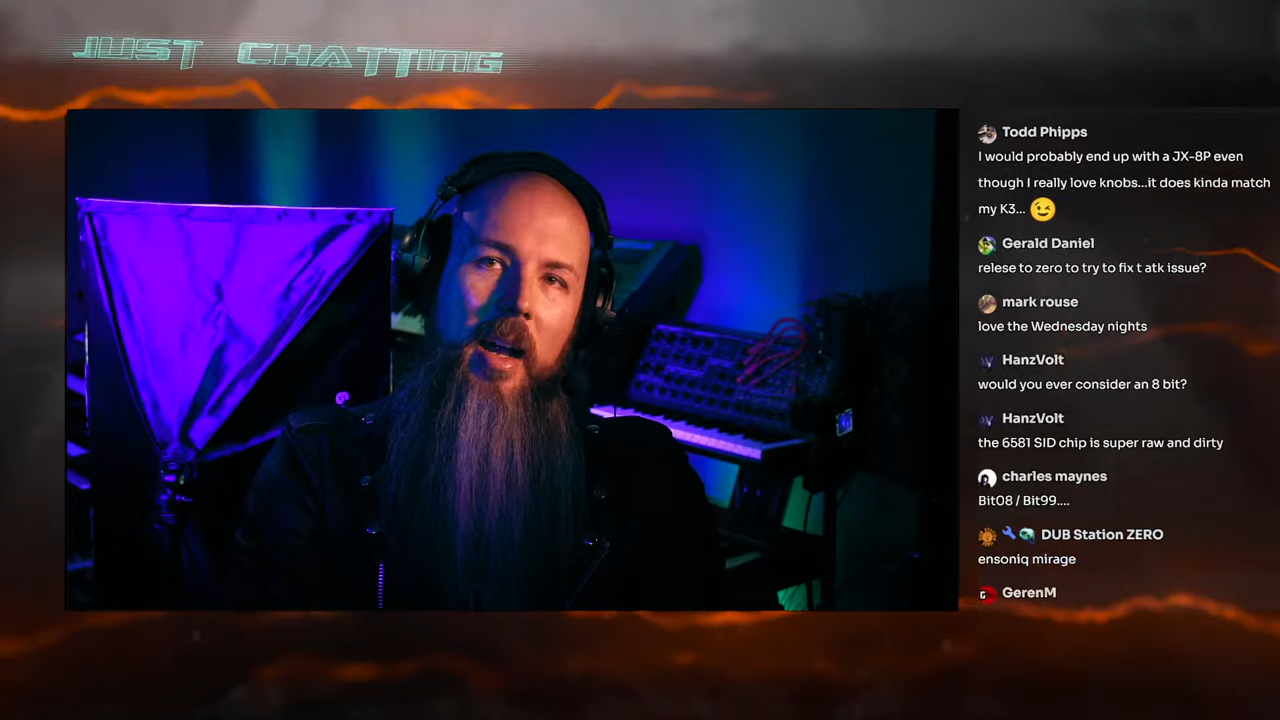 JUST CHATTING
Todd Phipps
I would probably end up with a JX-8P even
though I really love knobs...it does kinda match
my K3... 😉
Gerald Daniel
relese to zero to try to fix t atk issue?
mark rouse
love the Wednesday nights
HanzVolt
would you ever consider an 8 bit?
HanzVolt
the 6581 SID chip is super raw and dirty
charles maynes
Bit08 / Bit99....
DUB Station ZERO
ensoniq mirage
GerenM